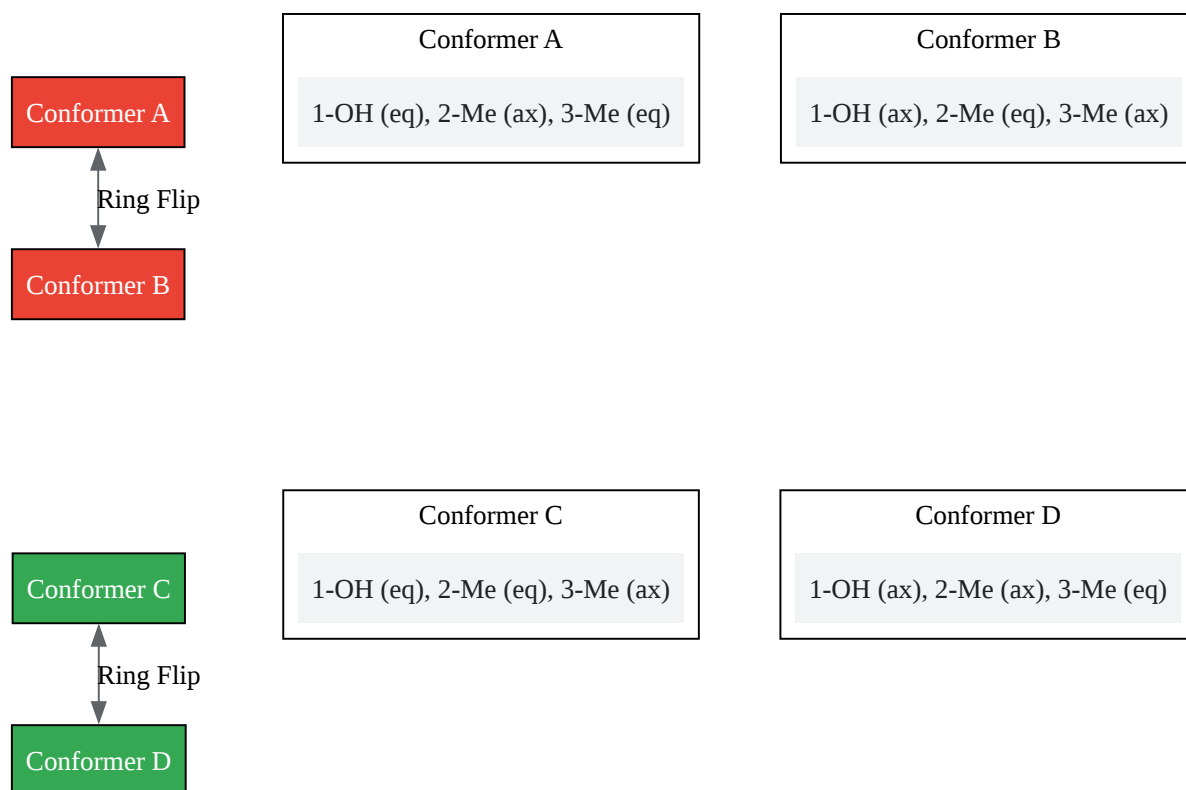 Conformer A
Conformer B
Conformer A
1-OH (eq), 2-Me (ax), 3-Me (eq)
1-OH (ax), 2-Me (eq), 3-Me (ax)
Ring Flip
Conformer B
Conformer C
Conformer D
Conformer C
1-OH (eq), 2-Me (eq), 3-Me (ax)
1-OH (ax), 2-Me (ax), 3-Me (eq)
Ring Flip
Conformer D